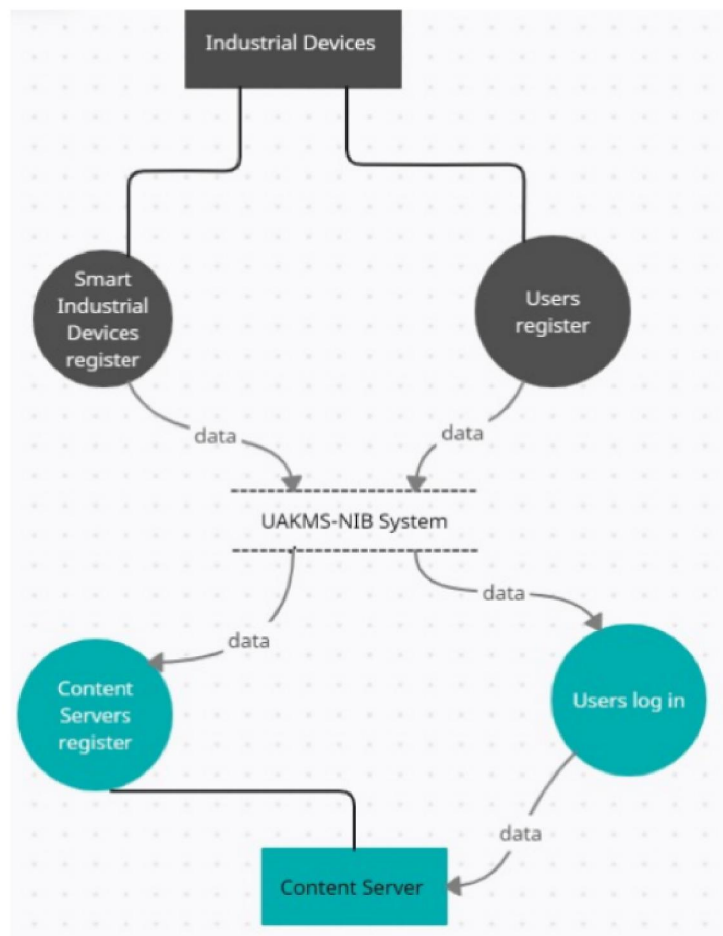 Industrial Devices
Smart
Industrial
Devices
register
Users
register
data
data
UAKMS-NIB System
data
data
Content
Servers
register
Users log in
data
Content Server